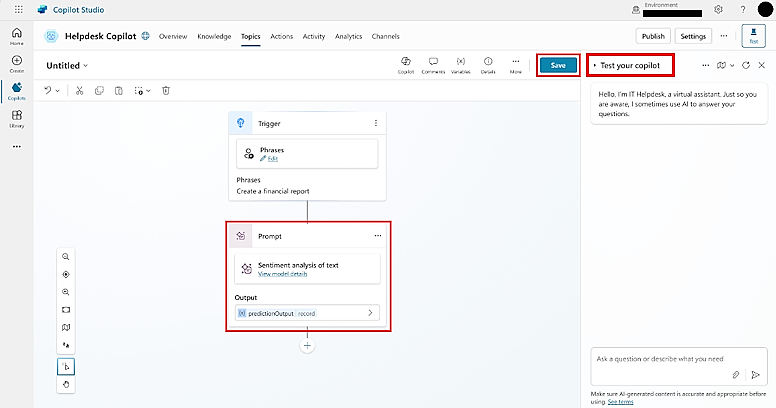 Copilot Studio
Environment
Helpdesk Copilot Overview Knowledge Topics Actions Activity Analytics Channels Publish Settings Test
Home
Create
Copilots
Library
Untitled
Copilot Comments Variables Details More Save
Trigger
Phrases
Edit
Phrases
Create a financial report
Prompt
Sentiment analysis of text
View model details
Output
{x} predictionOutput record
Test your copilot
Hello. I'm IT Helpdesk, a virtual assistant. Just so you
are aware, I sometimes use AI to answer your
questions.
Ask a question or describe what you need
Make sure AI-generated content is accurate and appropriate before
using. See terms